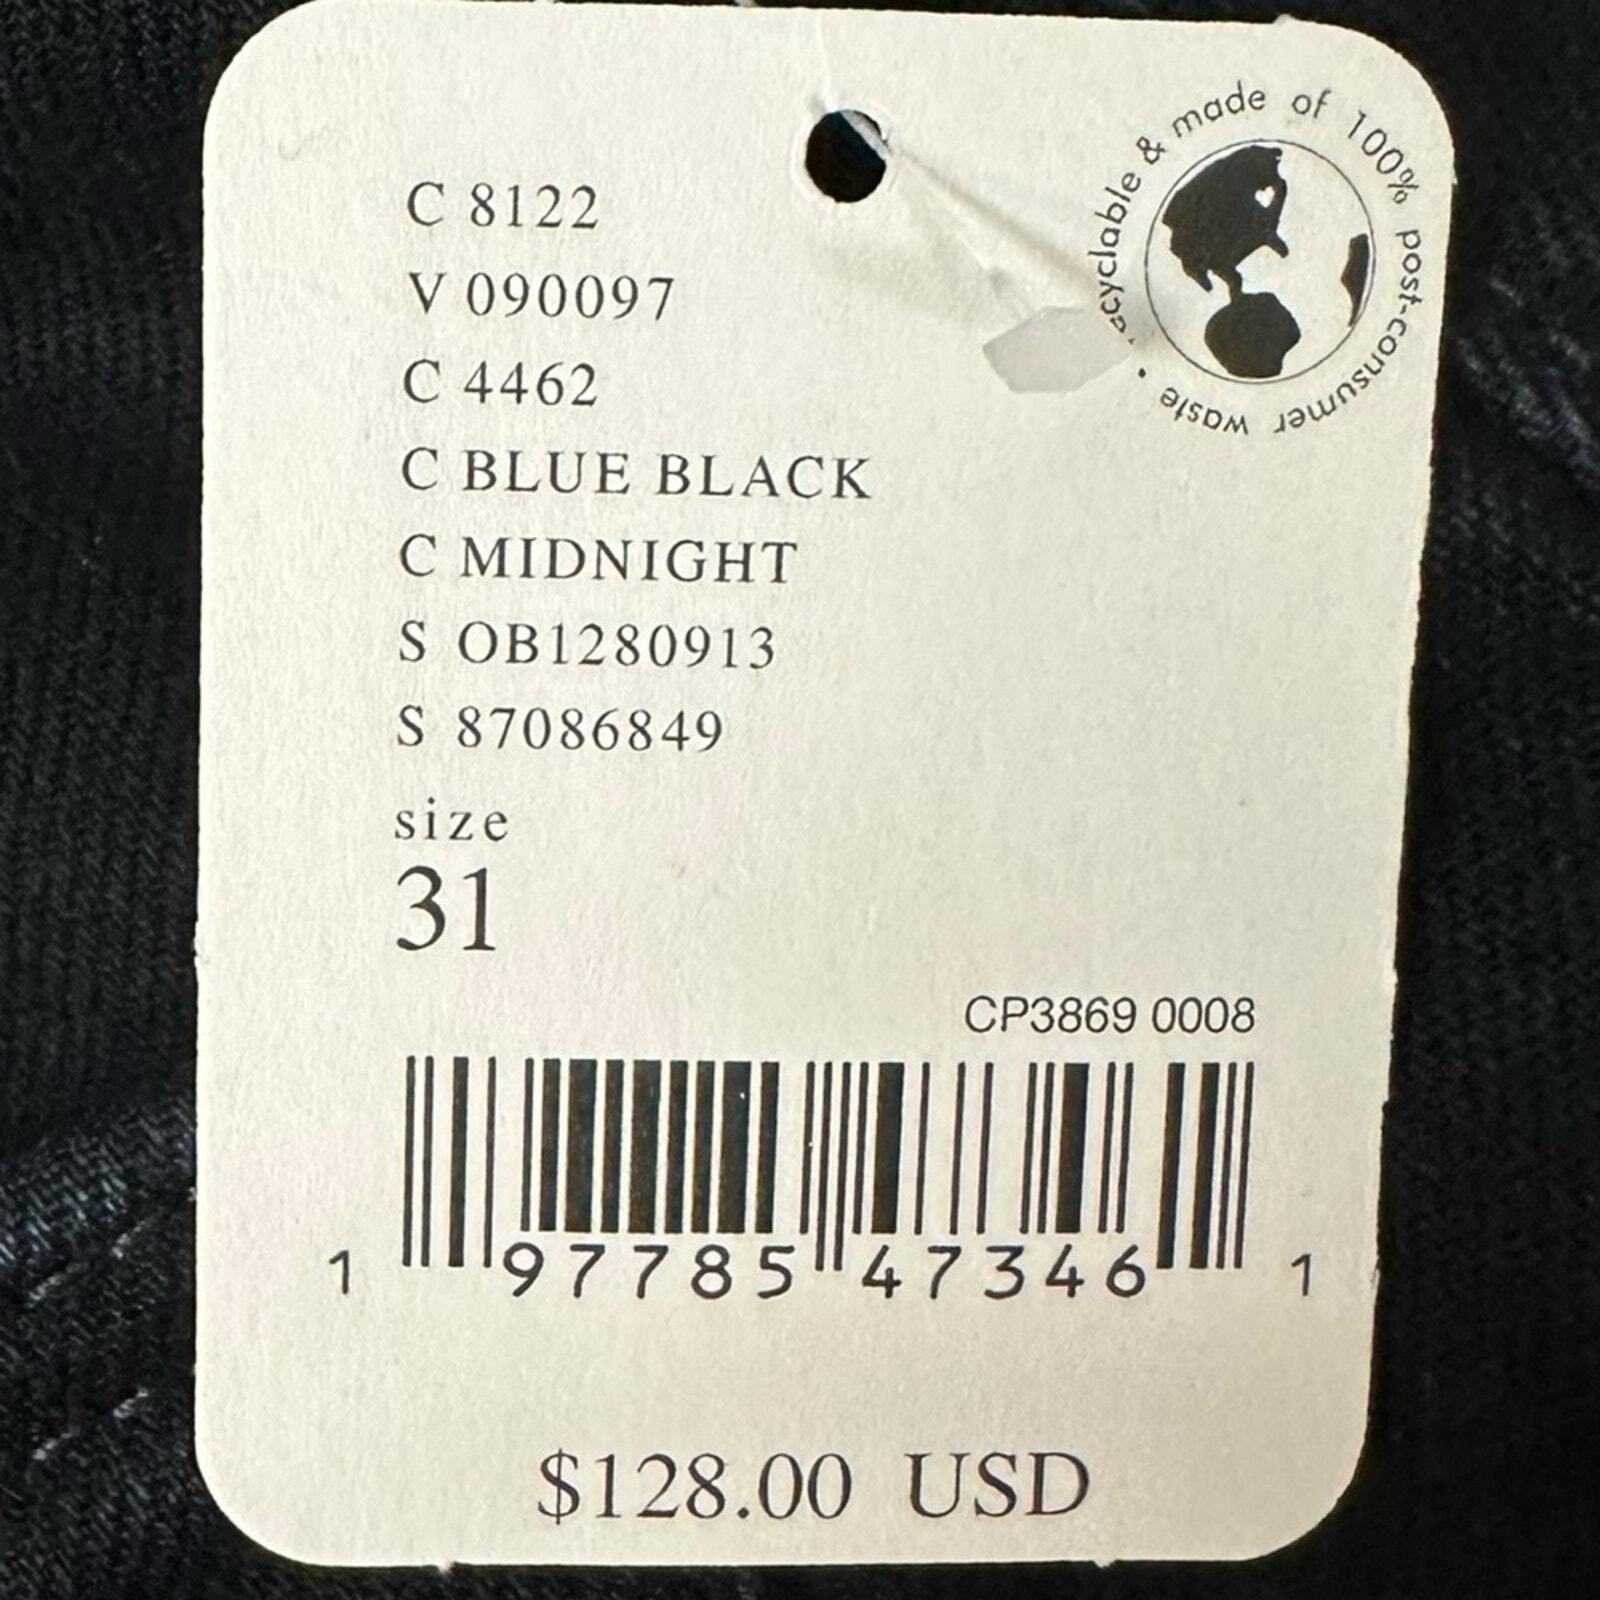 C 8122
V 090097
C 4462
C BLUE BLACK
C MIDNIGHT
S OB1280913
S 87086849
size
31
CP3869 0008
1 97785 47346 1
$128.00 USD
& made of 100% post-consumer waste •